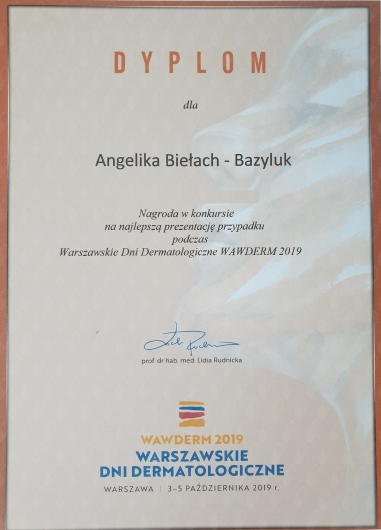 DYPLOM
dla
Angelika Biełach - Bazyluk
Nagroda w konkursie
na najlepszą prezentację przypadku
podczas
Warszawskie Dni Dermatologiczne WAWDERM 2019
prof. dr hab. med. Lidia Rudnicka
WAWDERM 2019
WARSZAWSKIE
DNI DERMATOLOGICZNE
WARSZAWA | 3–5 PAŹDZIERNIKA 2019 r.